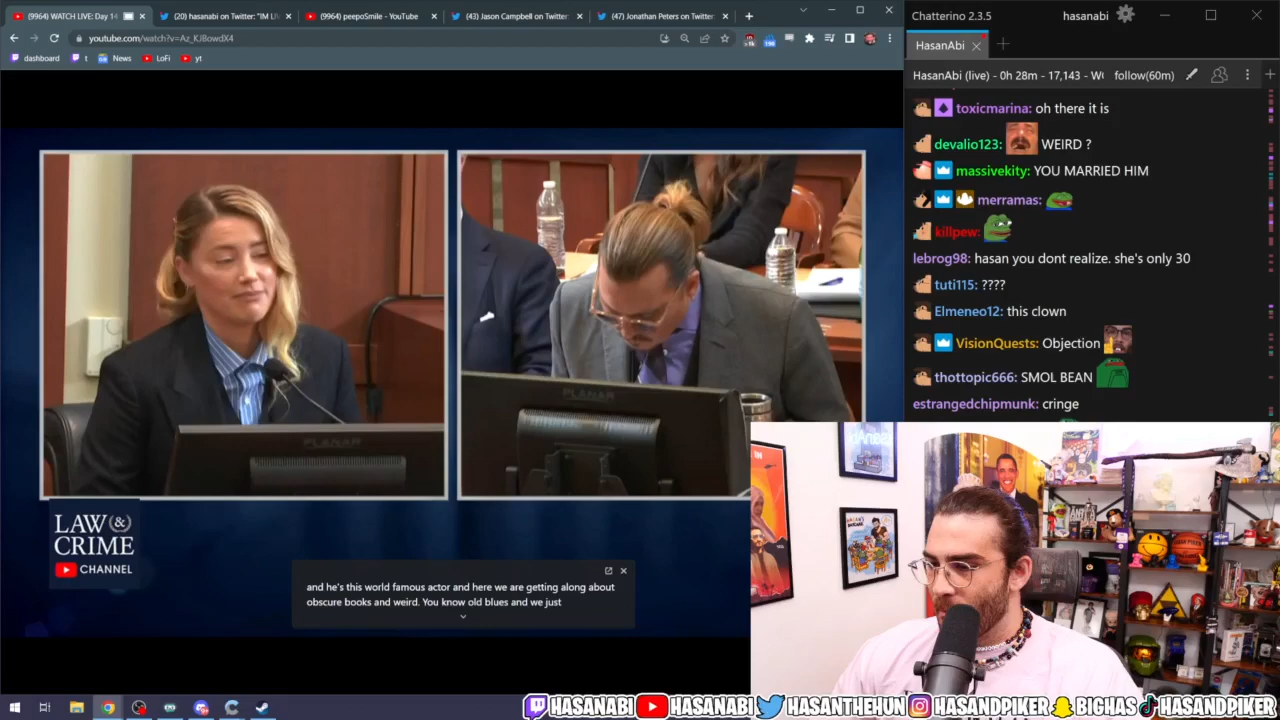 (9964) WATCH LIVE: Day 14
(20) hasanabi on Twitter: "IM LI
(9964) peepoSmile - YouTube
(43) Jason Campbell on Twitter:
(47) Jonathan Peters on Twitter:
youtube.com/watch?v=Az_KJBowdX4
dashboard
t
News
LoFi
yt
Chatterino 2.3.5
hasanabi
HasanAbi
HasanAbi (live) - 0h 28m - 17,143 - W
follow(60m)
toxicmarina: oh there it is
devalio123: WEIRD ?
massivekity: YOU MARRIED HIM
merramas:
killpew:
lebrog98: hasan you dont realize. she's only 30
tuti115: ????
Elmeneo12: this clown
VisionQuests: Objection
thottopic666: SMOL BEAN
estrangedchipmunk: cringe
PLANAR
PLANAR
LAW &
CRIME
CHANNEL
and he's this world famous actor and here we are getting along about
obscure books and weird. You know old blues and we just
HASANABI
HASANABI
HASANTHEHUN
HASANDPIKER
BIGHAS
HASANDPIKER